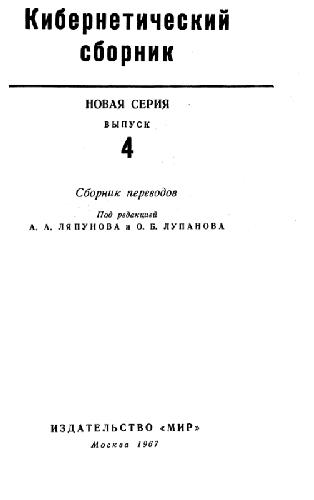 Кибернетический
сборник
НОВАЯ СЕРИЯ
ВЫПУСК
4
Сборник переводов
Под редакцией
А. А. ЛЯПУНОВА и О. Б. ЛУПАНОВА
ИЗДАТЕЛЬСТВО «МИР»
Москва 1967